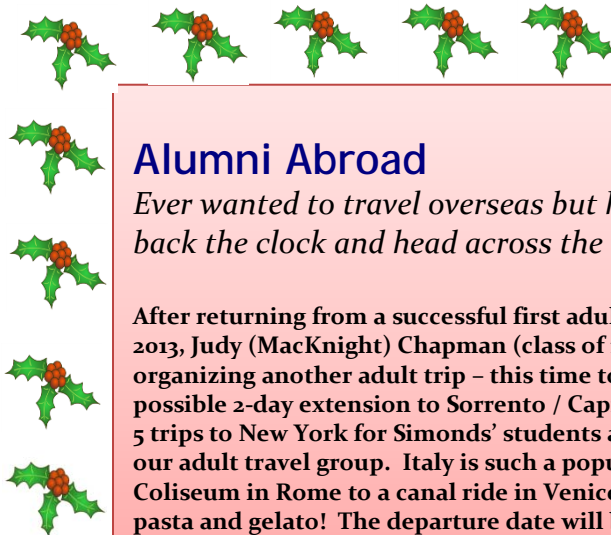 Alumni Abroad
Ever wanted to travel overseas but
back the clock and head across the
After returning from a successful first
2013, Judy (MacKnight) Chapman (class of
organizing another adult trip – this time to
possible 2-day extension to Sorrento /
5 trips to New York for Simonds’ students
our adult travel group. Italy is such a
Coliseum in Rome to a canal ride in Venice
pasta and gelato! The departure date will